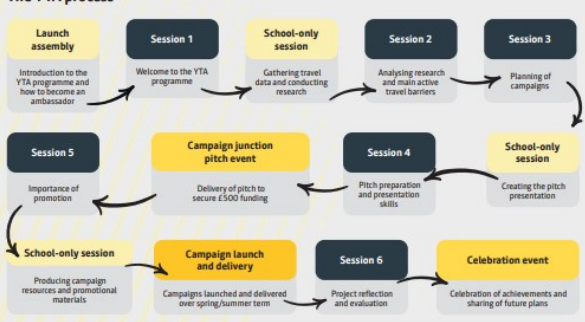 Launch
assembly
Introduction to the
YTA programme and
how to become an
ambassador
Session 1
Welcome to the YTA
programme
School-only
session
Gathering travel
data and conducting
research
Session 2
Analysing research
and main active
travel barriers
Session 3
Planning of
campaigns
School-only
session
Creating the pitch
presentation
Session 4
Pitch preparation
and presentation
skills
Campaign junction
pitch event
Delivery of pitch to
secure £500 funding
Session 5
Importance of
promotion
School-only session
Producing campaign
resources and promotional
materials
Campaign launch
and delivery
Campaigns launched and delivered
over spring/summer term
Session 6
Project reflection
and evaluation
Celebration event
Celebration of achievements and
sharing of future plans